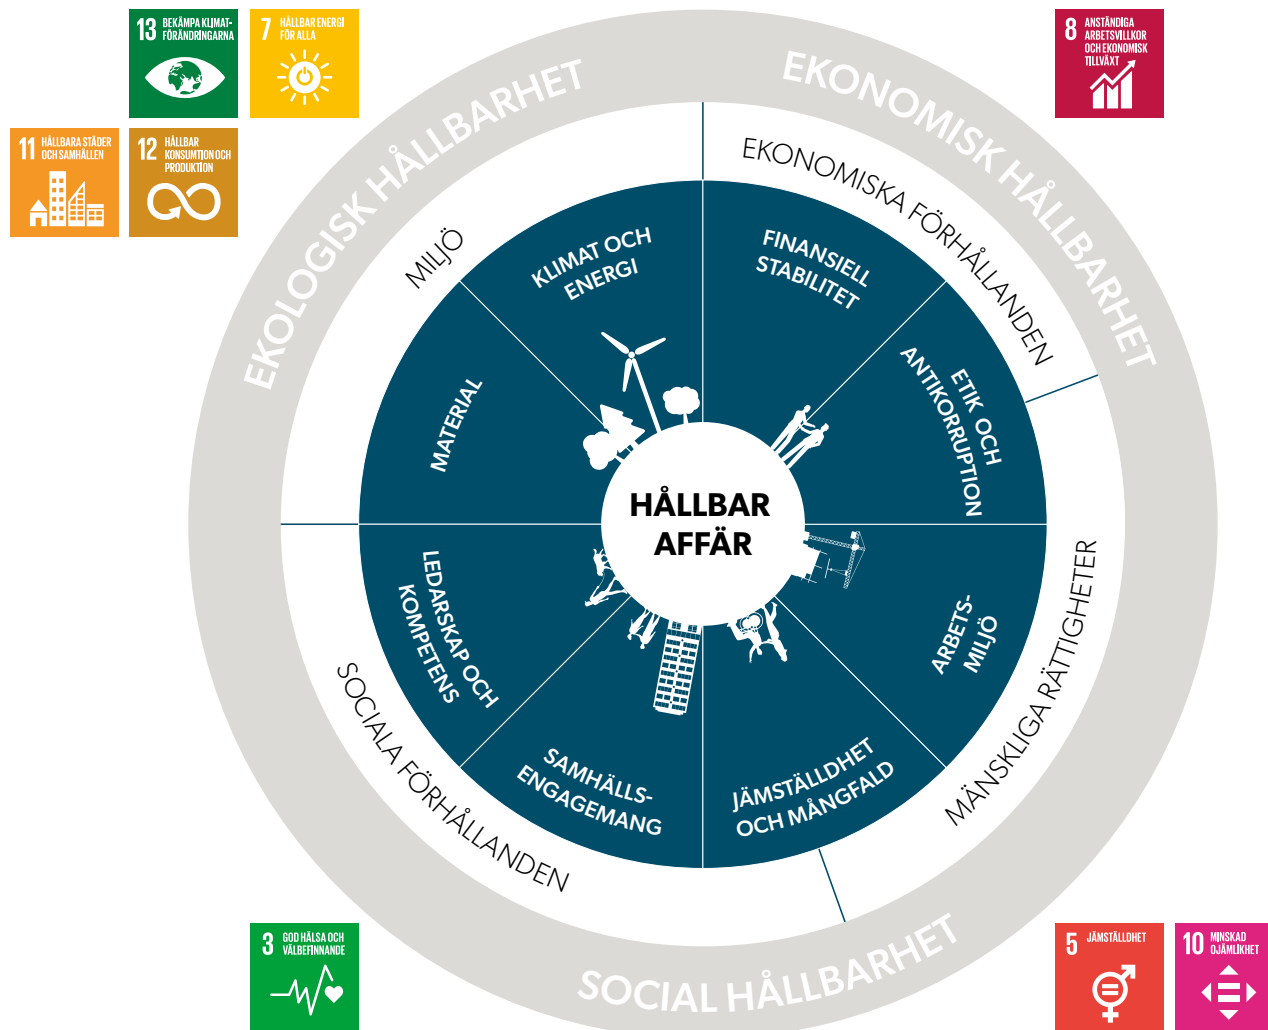 13 BEKÄMPA KLIMAT-
FÖRÄNDRINGARNA
7 HÅLLBAR ENERGI
FÖR ALLA
8 ANSTÄNDIGA
ARBETSVILLKOR
OCH EKONOMISK
TILLVÄXT
11 HÅLLBARA STÄDER
OCH SAMHÄLLEN
12 HÅLLBAR
KONSUMTION OCH
PRODUKTION
EKOLOGISK HÅLLBARHET
EKONOMISK HÅLLBARHET
MILJÖ
EKONOMISKA FÖRHÅLLANDEN
KLIMAT OCH
ENERGI
FINANSIELL
STABILITET
MATERIAL
ETIK OCH
ANTIKORRUPTION
HÅLLBAR
AFFÄR
LEDARSKAP OCH
KOMPETENS
ARBETS-
MILJÖ
SAMHÄLLS-
ENGAGEMANG
JÄMSTÄLLDHET
OCH MÅNGFALD
SOCIALA FÖRHÅLLANDEN
MÄNSKLIGA RÄTTIGHETER
SOCIAL HÅLLBARHET
3 GOD HÄLSA OCH
VÄLBEFINNANDE
5 JÄMSTÄLLDHET
10 MINSKAD
OJÄMLIKHET